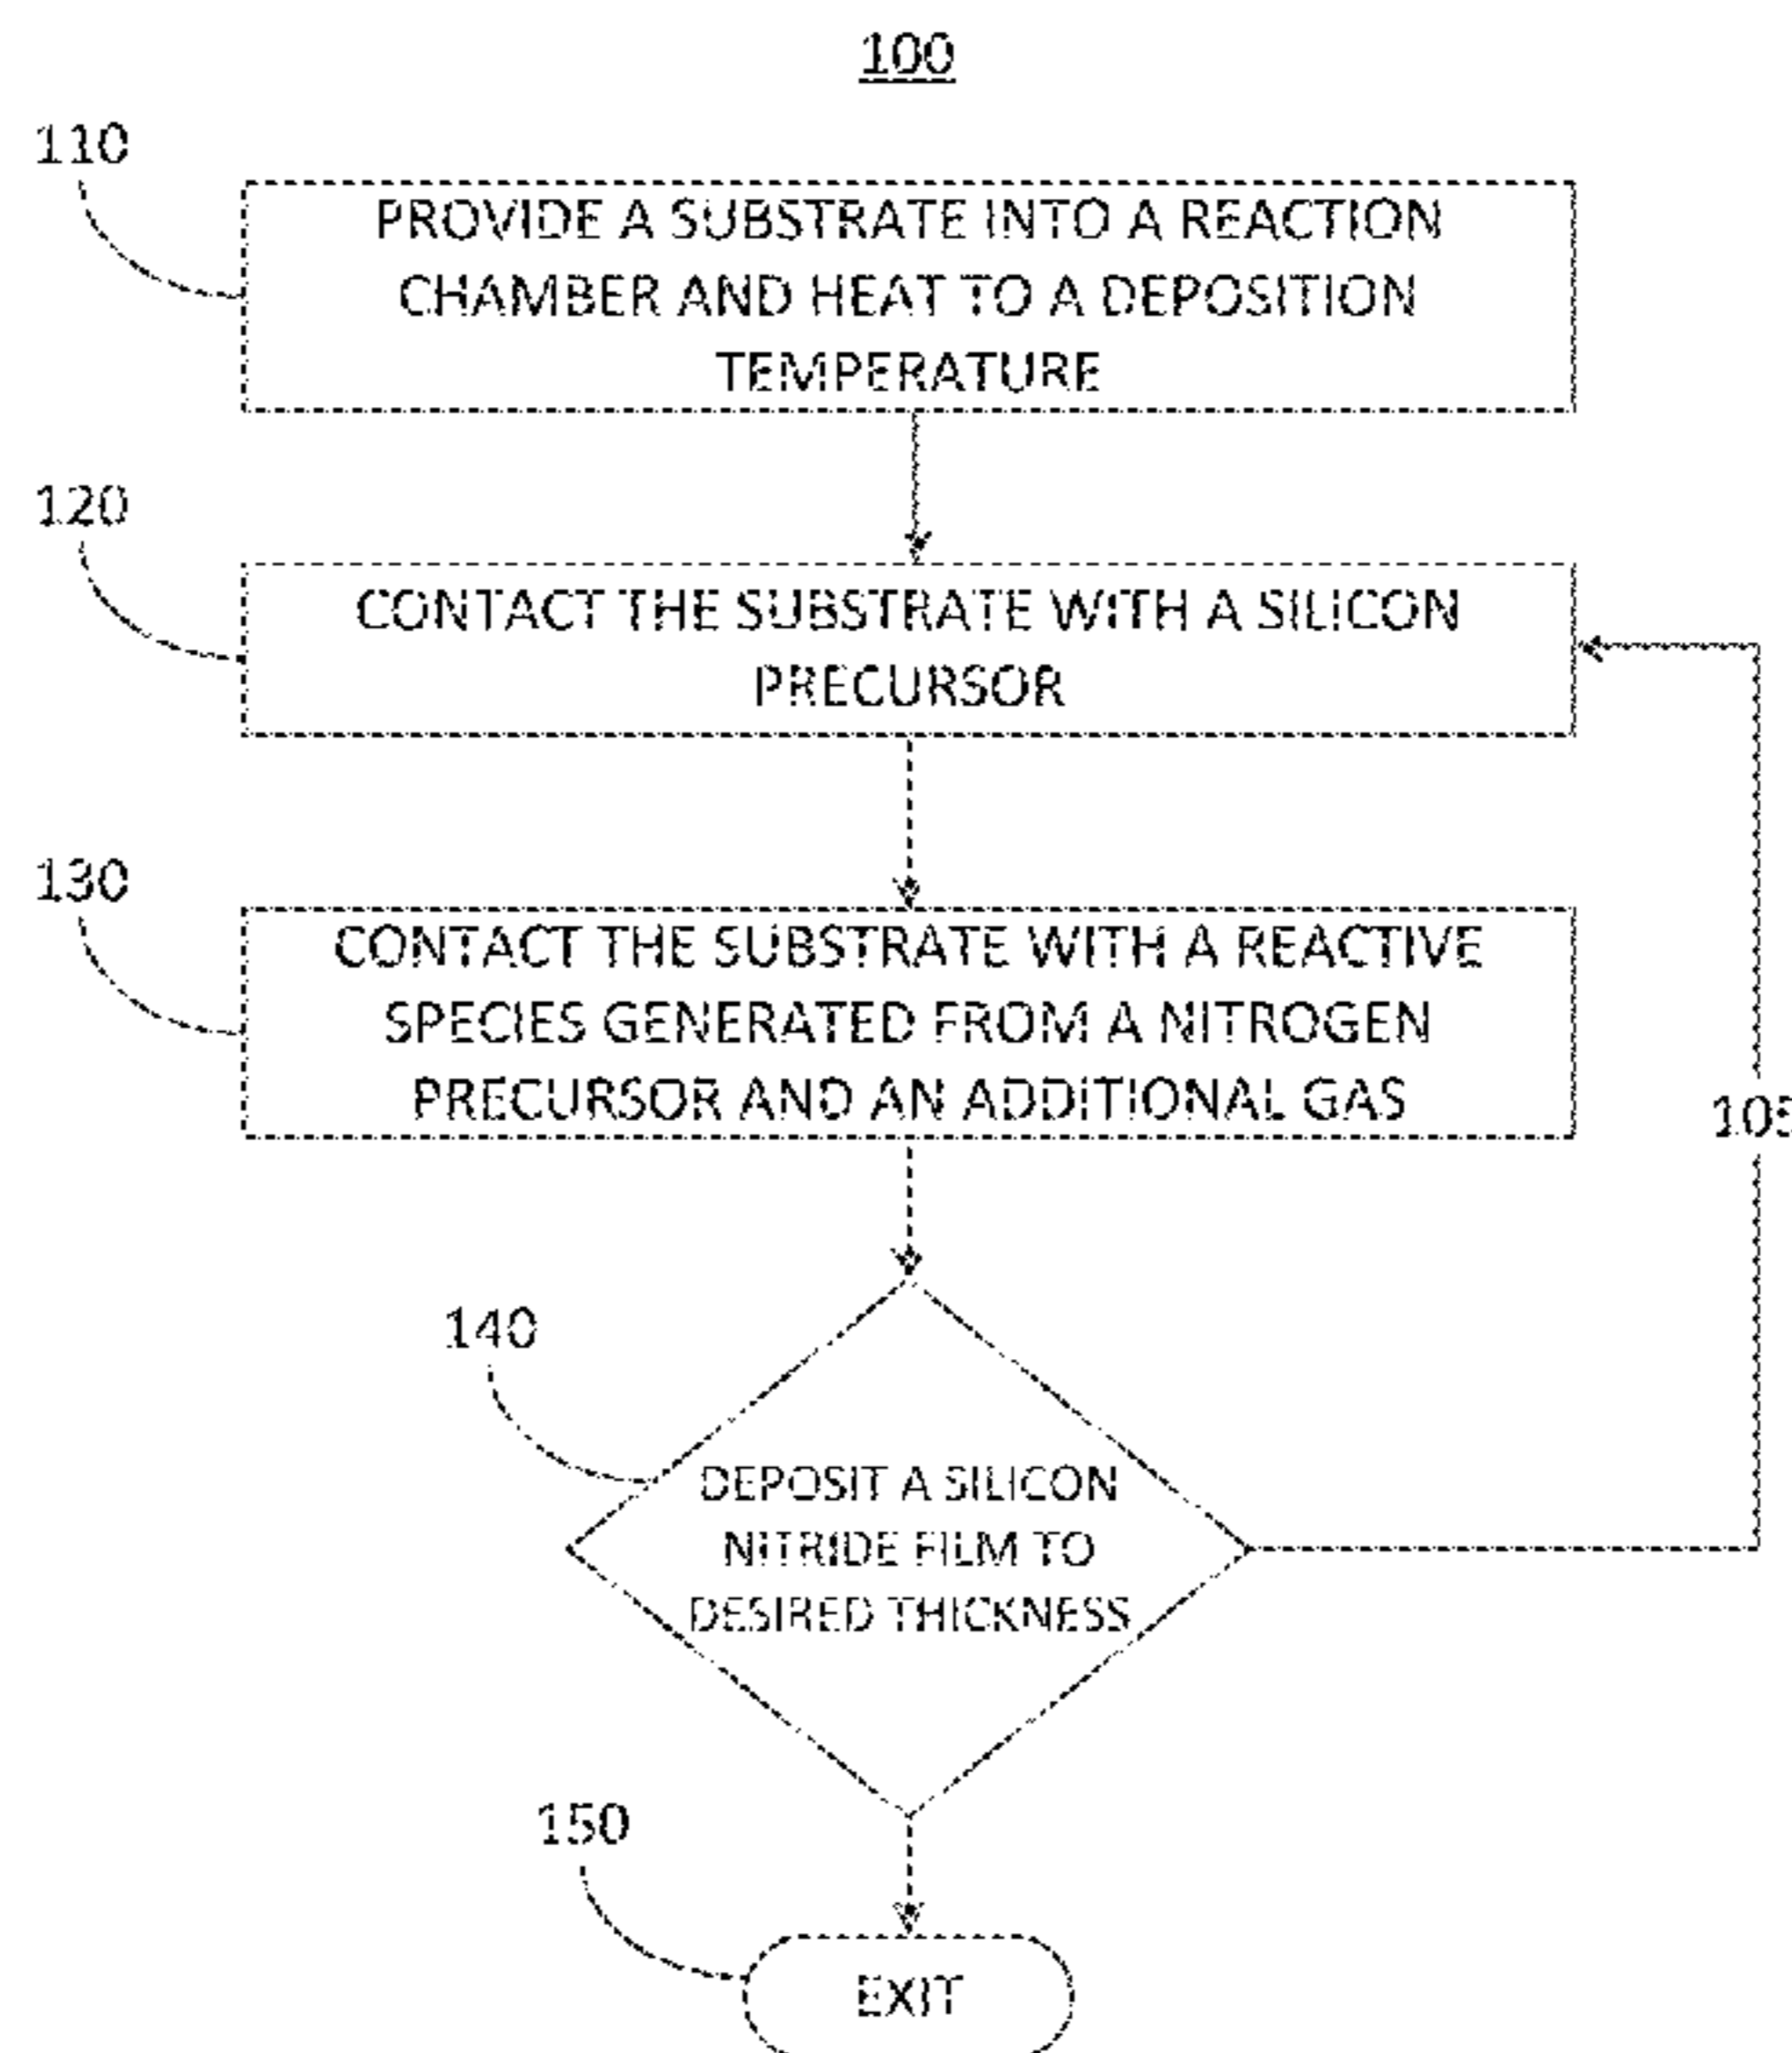 100
110
PROVIDE A SUBSTRATE INTO A REACTION
CHAMBER AND HEAT TO A DEPOSITION
TEMPERATURE
120
CONTACT THE SUBSTRATE WITH A SILICON
PRECURSOR
130
CONTACT THE SUBSTRATE WITH A REACTIVE
SPECIES GENERATED FROM A NITROGEN
PRECURSOR AND AN ADDITIONAL GAS
140
DEPOSIT A SILICON
NITRIDE FILM TO
DESIRED THICKNESS
150
EXIT